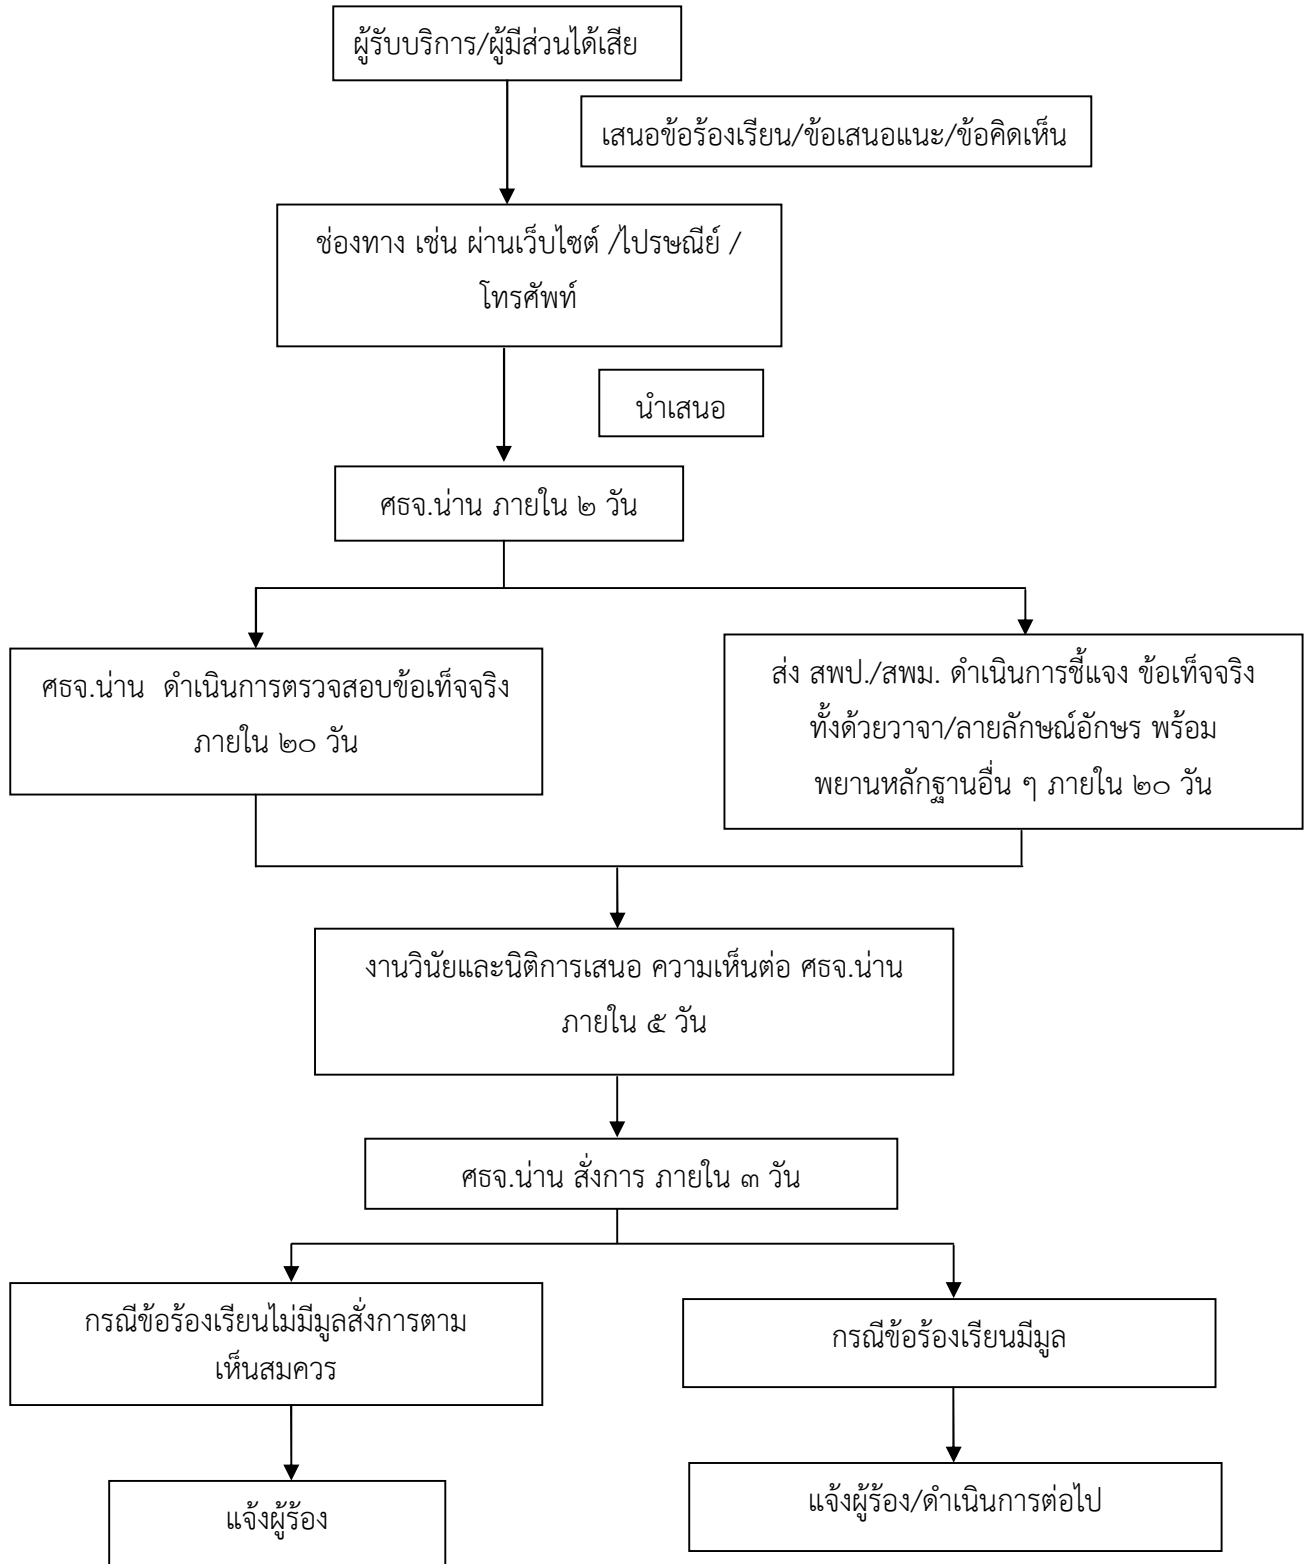 ผู้รับบริการ/ผู้มีส่วนได้เสีย
เสนอข้อร้องเรียน/ข้อเสนอแนะ/ข้อคิดเห็น
ช่องทาง เช่น ผ่านเว็บไซต์ /ไปรษณีย์ /
โทรศัพท์
นำเสนอ
ศธจ.น่าน ภายใน ๒ วัน
ศธจ.น่าน ดำเนินการตรวจสอบข้อเท็จจริง
ภายใน ๒๐ วัน
ส่ง สพป./สพม. ดำเนินการชี้แจง ข้อเท็จจริง
ทั้งด้วยวาจา/ลายลักษณ์อักษร พร้อม
พยานหลักฐานอื่น ๆ ภายใน ๒๐ วัน
งานวินัยและนิติการเสนอ ความเห็นต่อ ศธจ.น่าน
ภายใน ๕ วัน
ศธจ.น่าน สั่งการ ภายใน ๓ วัน
กรณีข้อร้องเรียนไม่มีมูลสั่งการตาม
เห็นสมควร
กรณีข้อร้องเรียนมีมูล
แจ้งผู้ร้อง
แจ้งผู้ร้อง/ดำเนินการต่อไป